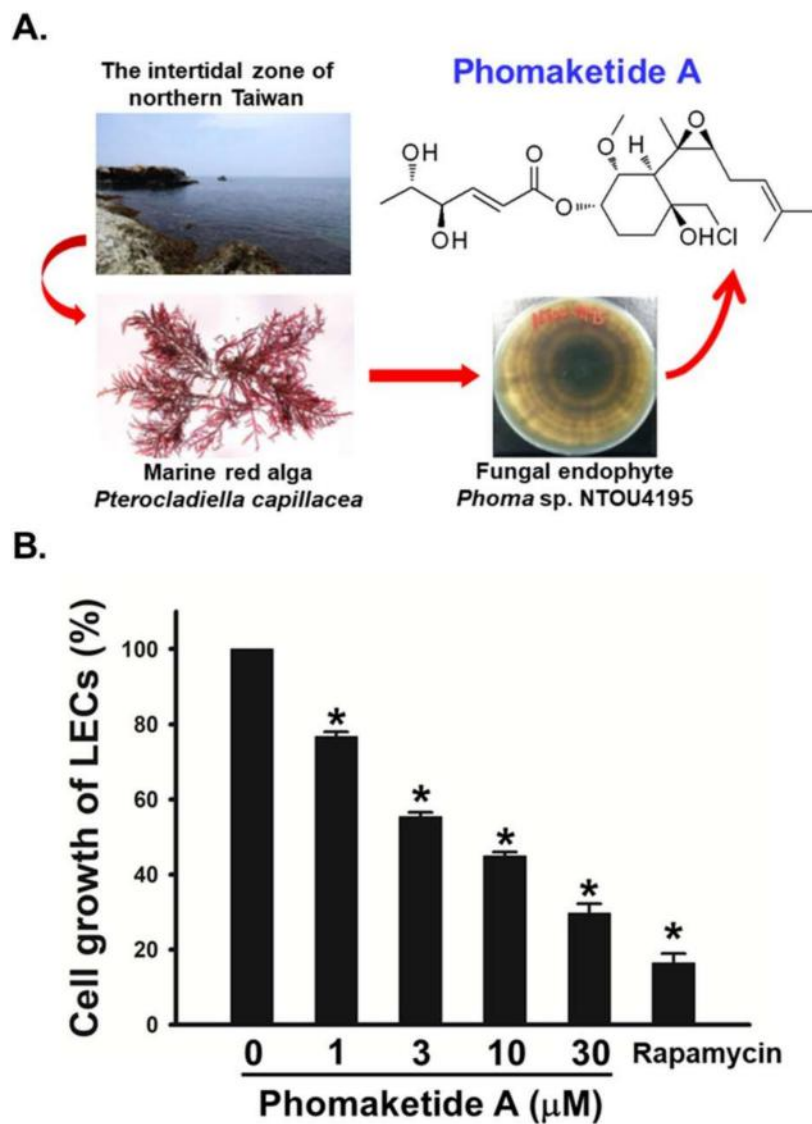 A.
The intertidal zone of
northern Taiwan
Phomaketide A
OH
OH
O
O
O
H
O
OHCl
Marine red alga
Pterocladiella capillacea
Fungal endophyte
Phoma sp. NTOU4195
B.
Cell growth of LECs (%)
100
80
60
40
20
0
*
*
*
*
*
0 1 3 10 30 Rapamycin
Phomaketide A (μM)